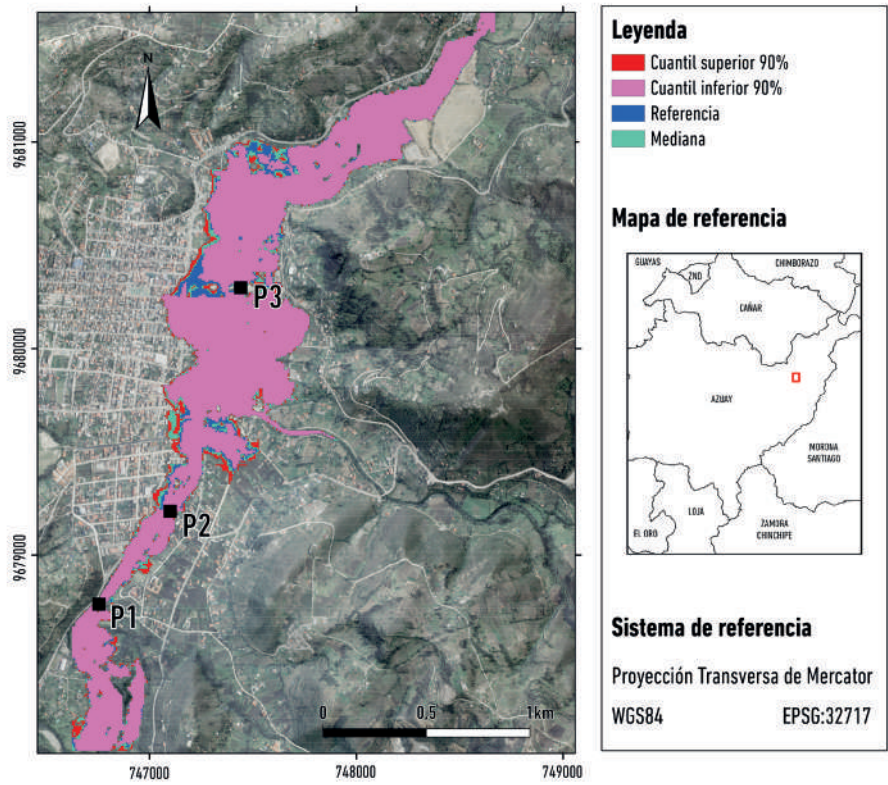 N
9681000
9680000
9679000
P3
P2
P1
0 0,5 1km
747000 748000 749000
Leyenda
Cuantil superior 90%
Cuantil inferior 90%
Referencia
Mediana
Mapa de referencia
GUAYAS
CHIMBORAZO
ZND
CAÑAR
AZUAY
MORONA
SANTIAGO
LOJA
EL ORO
ZAMORA
CHINCHIPE
Sistema de referencia
Proyección Transversa de Mercator
WGS84 EPSG:32717